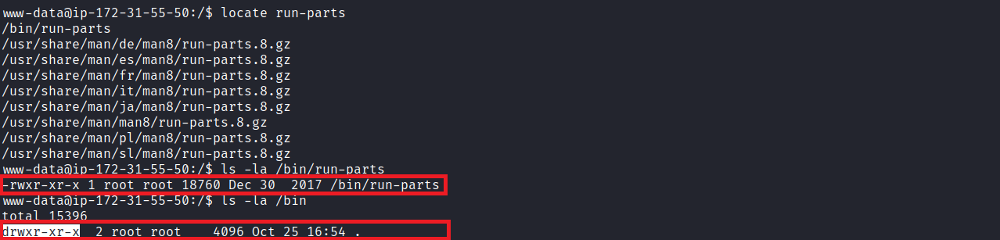 www-data@ip-172-31-55-50:/$ locate run-parts
/bin/run-parts
/usr/share/man/de/man8/run-parts.8.gz
/usr/share/man/es/man8/run-parts.8.gz
/usr/share/man/fr/man8/run-parts.8.gz
/usr/share/man/it/man8/run-parts.8.gz
/usr/share/man/ja/man8/run-parts.8.gz
/usr/share/man/man8/run-parts.8.gz
/usr/share/man/pl/man8/run-parts.8.gz
/usr/share/man/sl/man8/run-parts.8.gz
www-data@ip-172-31-55-50:/$ ls -la /bin/run-parts
-rwxr-xr-x 1 root root 18760 Dec 30  2017 /bin/run-parts
www-data@ip-172-31-55-50:/$ ls -la /bin
total 15396
drwxr-xr-x  2 root root    4096 Oct 25 16:54 .